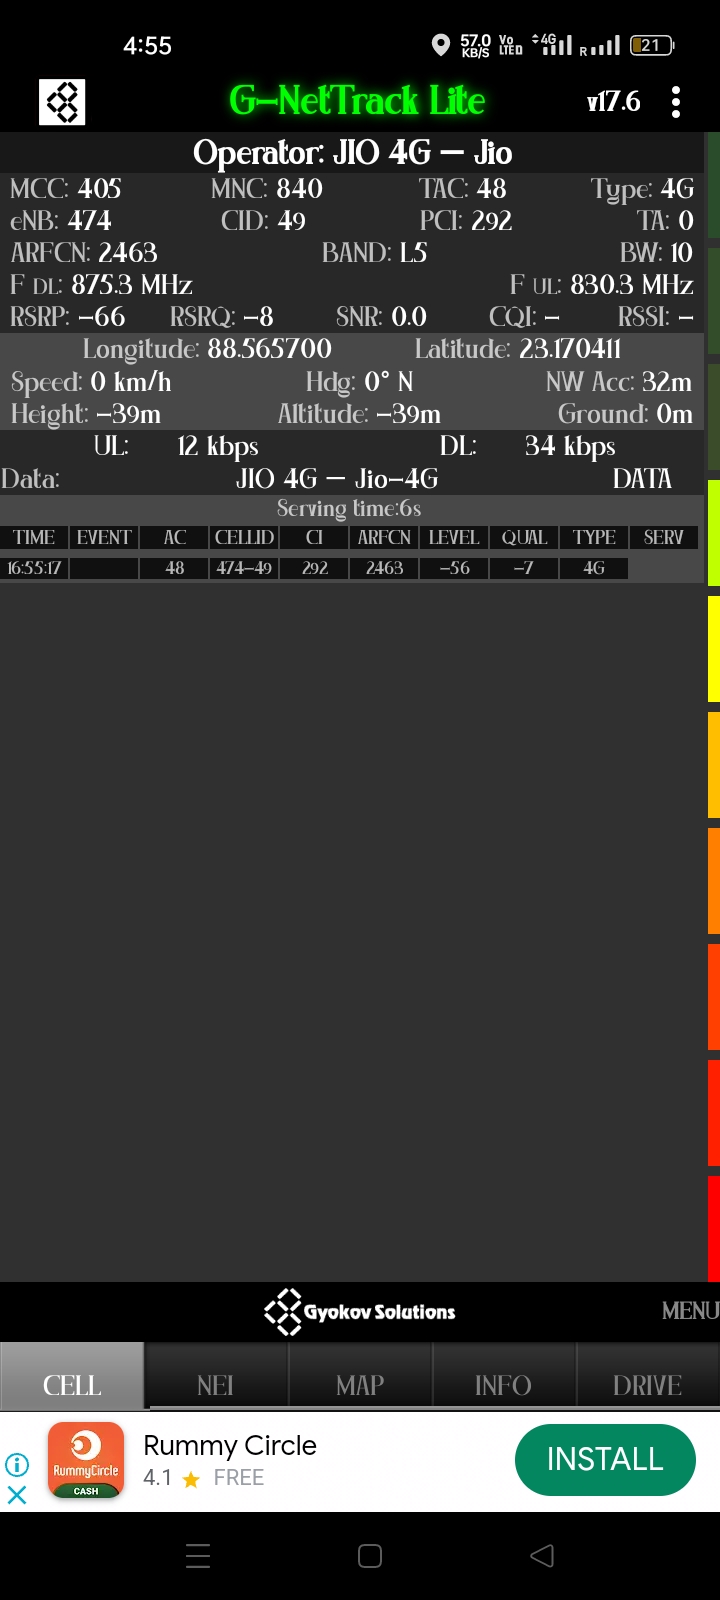 4:55 57.0 KB/S Vo LTED 4G R 21
G-NetTrack Lite v17.6
Operator: JIO 4G – Jio
MCC: 405 MNC: 840 TAC: 48 Type: 4G
eNB: 474 CID: 49 PCI: 292 TA: 0
ARFCN: 2463 BAND: L5 BW: 10
F DL: 875.3 MHz F UL: 830.3 MHz
RSRP: -66 RSRQ: -8 SNR: 0.0 CQI: - RSSI: -
Longitude: 88.565700 Latitude: 23.170411
Speed: 0 km/h Hdg: 0° N NW Acc: 32m
Height: -39m Altitude: -39m Ground: 0m
UL: 12 kbps DL: 34 kbps
Data: JIO 4G – Jio-4G DATA
Serving time:6s
TIME EVENT AC CELLID CI ARFCN LEVEL QUAL TYPE SERV
16:55:17 48 474-49 292 2463 -56 -7 4G
Gyokov Solutions MENU
CELL NEI MAP INFO DRIVE
RummyCircle
CASH
Rummy Circle
4.1 FREE
INSTALL